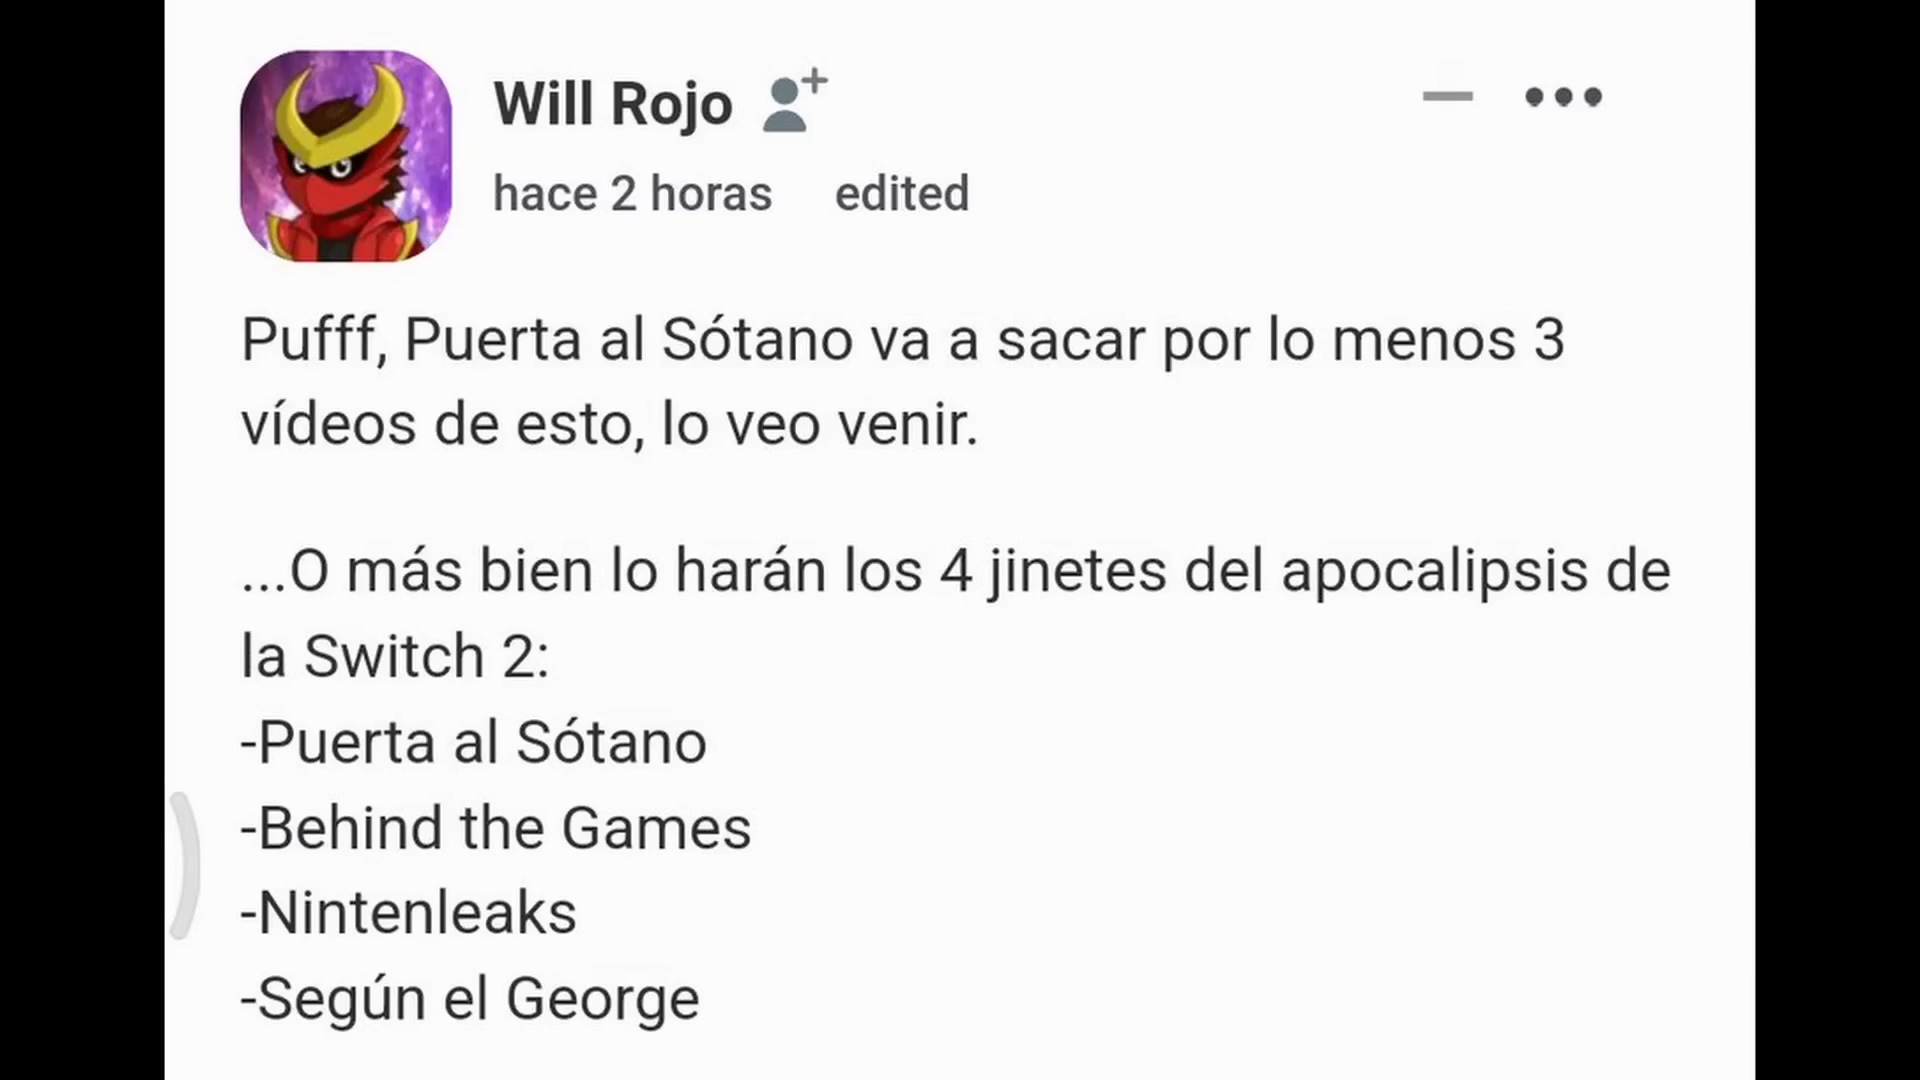 Will Rojo
hace 2 horas edited
Pufff, Puerta al Sótano va a sacar por lo menos 3
vídeos de esto, lo veo venir.
...O más bien lo harán los 4 jinetes del apocalipsis de
la Switch 2:
-Puerta al Sótano
-Behind the Games
-Nintenleaks
-Según el George